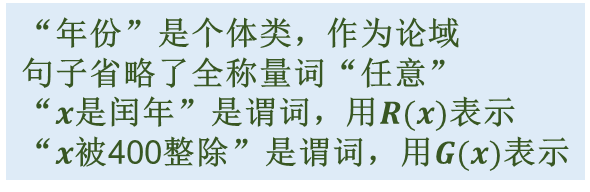 “年份”是个体类，作为论域
句子省略了全称量词“任意”
“x是闰年”是谓词，用R(x)表示
“x被400整除”是谓词，用G(x)表示